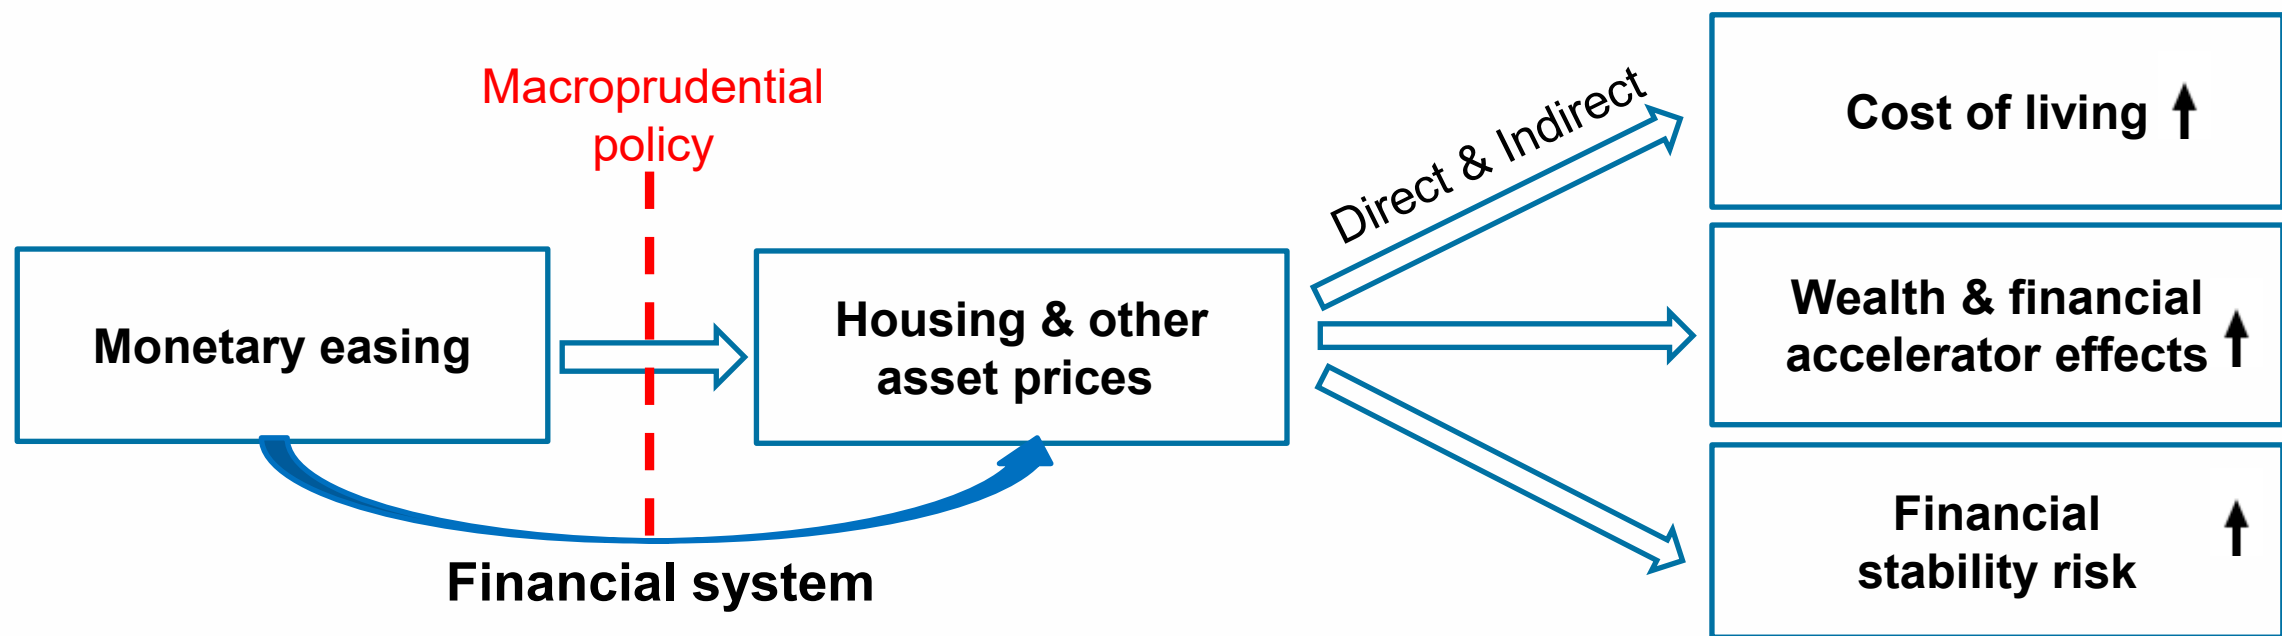 Macroprudential
policy
Monetary easing
Housing & other
asset prices
Financial system
Direct & Indirect
Cost of living
Wealth & financial
accelerator effects
Financial
stability risk